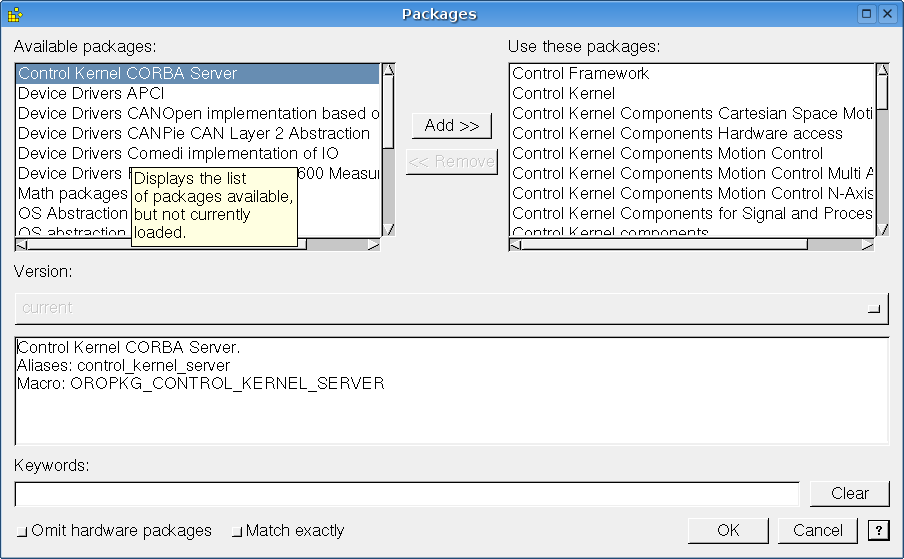 Packages
Available packages:
Control Kernel CORBA Server
Device Drivers APCI
Device Drivers CANOpen implementation based o
Device Drivers CANPie CAN Layer 2 Abstraction
Device Drivers Comedi implementation of IO
Device Drivers 600 Measur
Math packages
OS Abstraction
OS abstraction
Displays the list
of packages available,
but not currently
loaded.
Add >>
<< Remove
Use these packages:
Control Framework
Control Kernel
Control Kernel Components Cartesian Space Moti
Control Kernel Components Hardware access
Control Kernel Components Motion Control
Control Kernel Components Motion Control Multi A
Control Kernel Components Motion Control N-Axis
Control Kernel Components for Signal and Proces
Control Kernel components
Version:
current
Control Kernel CORBA Server.
Aliases: control_kernel_server
Macro: OROPKG_CONTROL_KERNEL_SERVER
Keywords:
Clear
Omit hardware packages
Match exactly
OK
Cancel
?